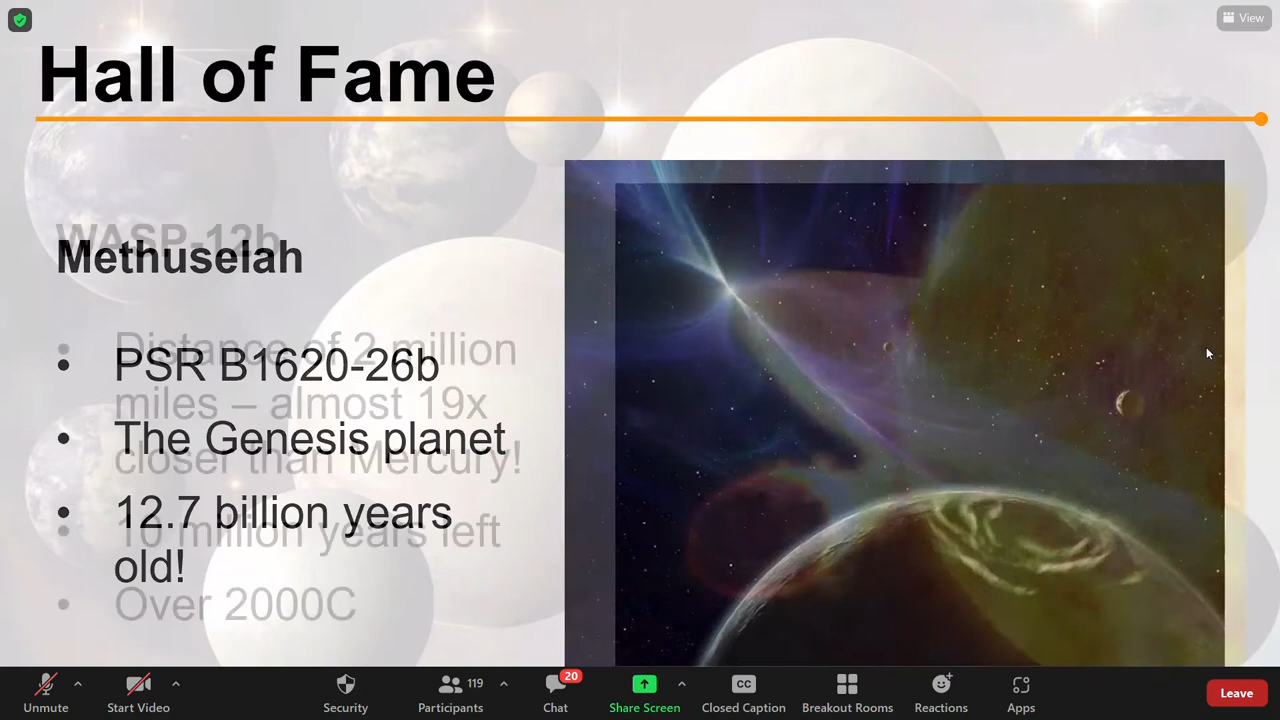 View
Hall of Fame
WASP-12b
Methuselah
• Distance of 2 million
miles – almost 19x
closer than Mercury!
• 10 million years left
• Over 2000C
• PSR B1620-26b
• The Genesis planet
• 12.7 billion years
old!
Unmute
Start Video
Security
119
Participants
20
Chat
Share Screen
CC
Closed Caption
Breakout Rooms
Reactions
Apps
Leave